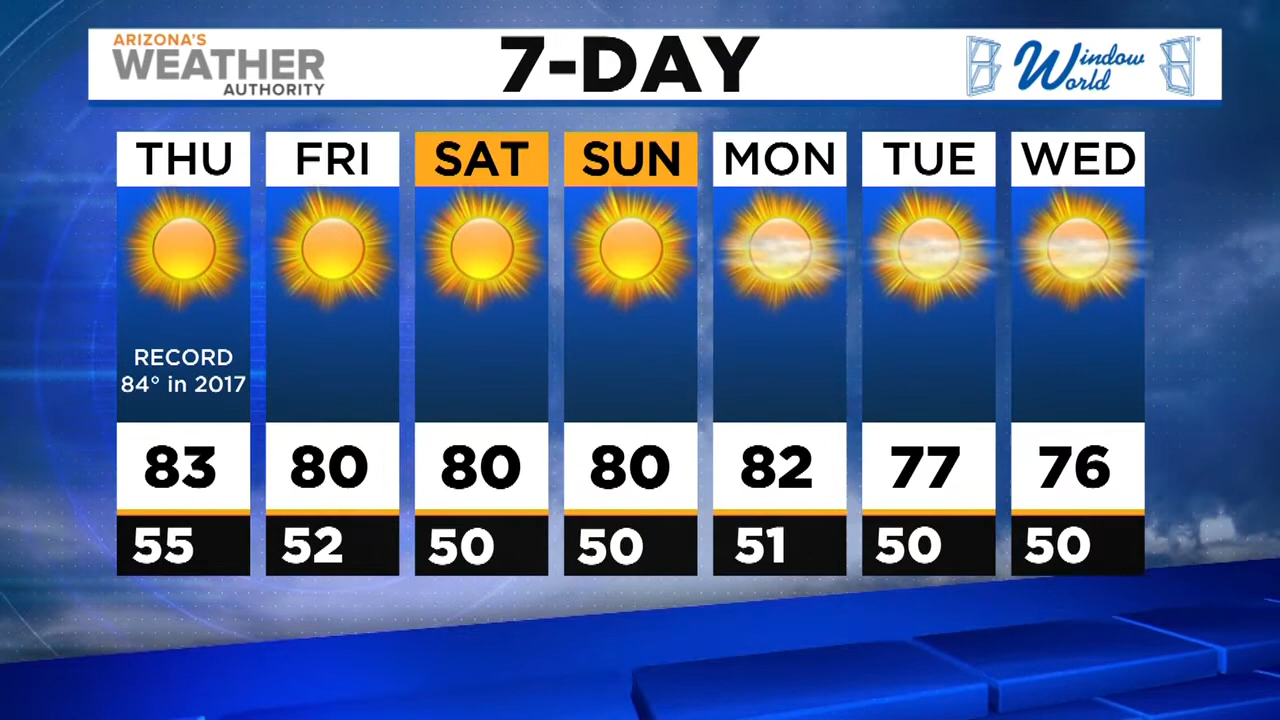 ARIZONA'S
WEATHER
AUTHORITY
7-DAY
Window
World
THU FRI SAT SUN MON TUE WED
RECORD
84° in 2017
83 80 80 80 82 77 76
55 52 50 50 51 50 50